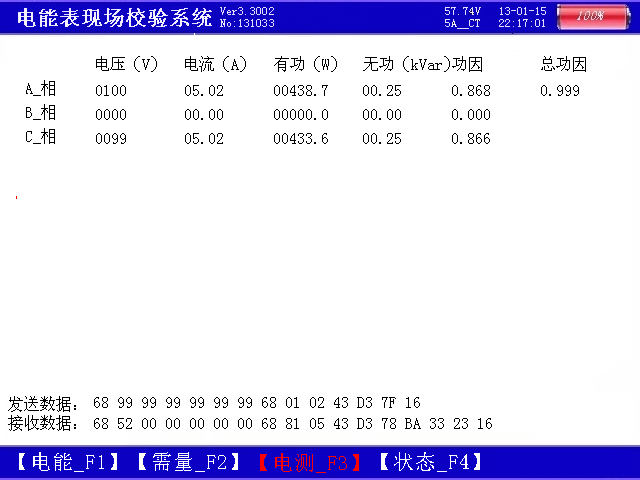 电能表现场校验系统 Ver3.3002 57.74V 13-01-15 100%
No:131033 5A__CT 22:17:01
电压（V） 电流（A） 有功（W） 无功（kVar）功因 总功因
A_相 0100 05.02 00438.7 00.25 0.868 0.999
B_相 0000 00.00 00000.0 00.00 0.000
C_相 0099 05.02 00433.6 00.25 0.866
发送数据： 68 99 99 99 99 99 99 68 01 02 43 D3 7F 16
接收数据： 68 52 00 00 00 00 00 68 81 05 43 D3 78 BA 33 23 16
【电能_F1】【需量_F2】【电测_F3】【状态_F4】